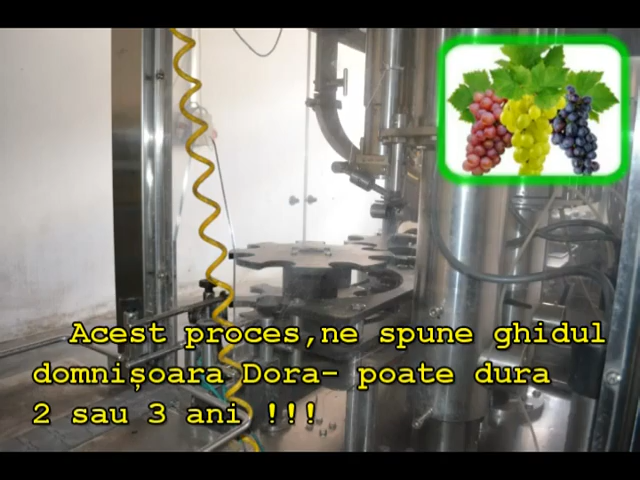 Acest proces,ne spune ghidul
domnișoara Dora- poate dura
2 sau 3 ani !!!